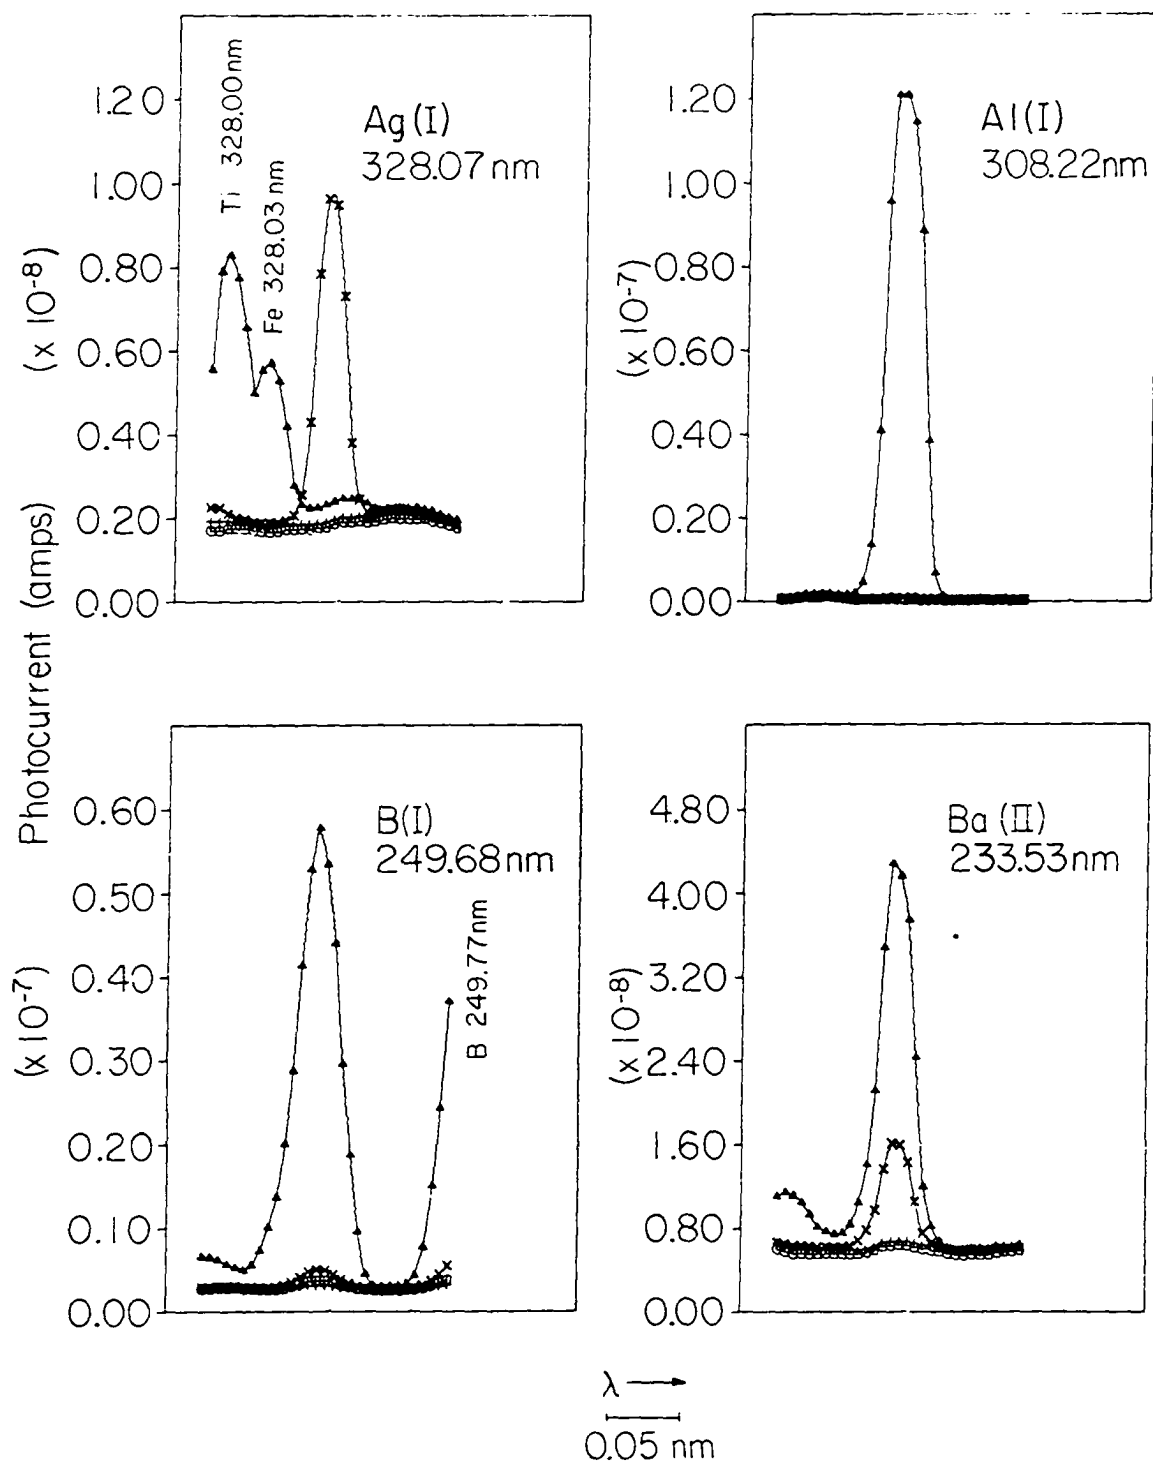 Photocurrent (amps)
(x 10⁻⁸)
1.20
1.00
0.80
0.60
0.40
0.20
0.00
Ti 328.00nm
Fe 328.03 nm
Ag (I)
328.07nm
(x 10⁻⁷)
1.20
1.00
0.80
0.60
0.40
0.20
0.00
Al(I)
308.22nm
(x 10⁻⁷)
0.60
0.50
0.40
0.30
0.20
0.10
0.00
B(I)
249.68nm
B 249.77nm
(x 10⁻⁸)
4.80
4.00
3.20
2.40
1.60
0.80
0.00
Ba (II)
233.53nm
λ
0.05 nm